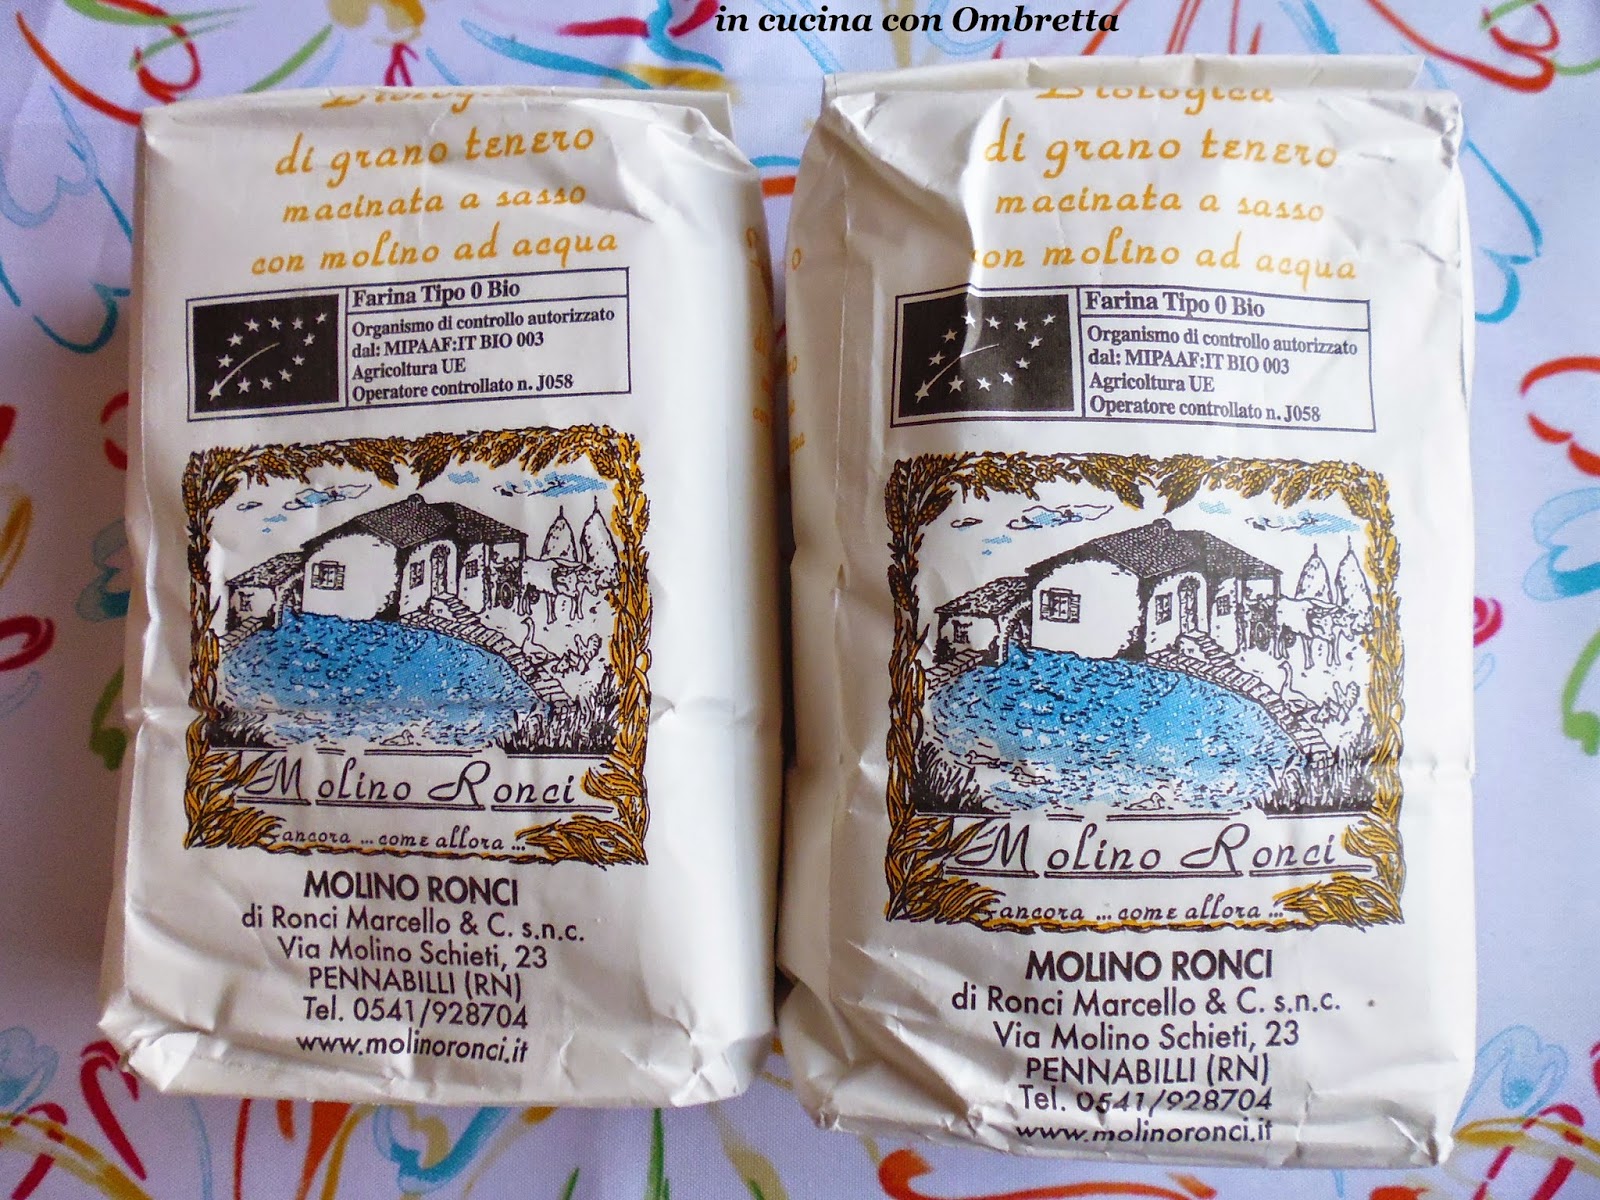 in cucina con Ombretta
Biologica
di grano tenero
macinata a sasso
con molino ad acqua
Farina Tipo 0 Bio
Organismo di controllo autorizzato
dal: MIPAAF:IT BIO 003
Agricoltura UE
Operatore controllato n. J058
Molino Ronci
ancora ... come allora ...
MOLINO RONCI
di Ronci Marcello & C. s.n.c.
Via Molino Schieti, 23
PENNABILLI (RN)
Tel. 0541/928704
www.molinoronci.it
Biologica
di grano tenero
macinata a sasso
con molino ad acqua
Farina Tipo 0 Bio
Organismo di controllo autorizzato
dal: MIPAAF:IT BIO 003
Agricoltura UE
Operatore controllato n. J058
Molino Ronci
ancora ... come allora ...
MOLINO RONCI
di Ronci Marcello & C. s.n.c.
Via Molino Schieti, 23
PENNABILLI (RN)
Tel. 0541/928704
www.molinoronci.it